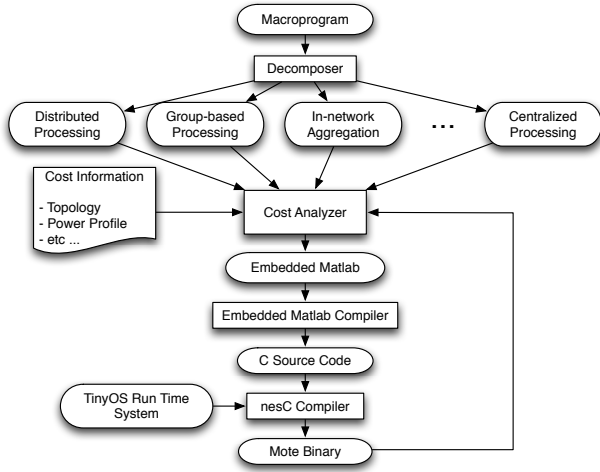 Macroprogram
Decomposer
Distributed
Processing
Group-based
Processing
In-network
Aggregation
...
Centralized
Processing
Cost Information
- Topology
- Power Profile
- etc ...
Cost Analyzer
Embedded Matlab
Embedded Matlab Compiler
C Source Code
TinyOS Run Time
System
nesC Compiler
Mote Binary